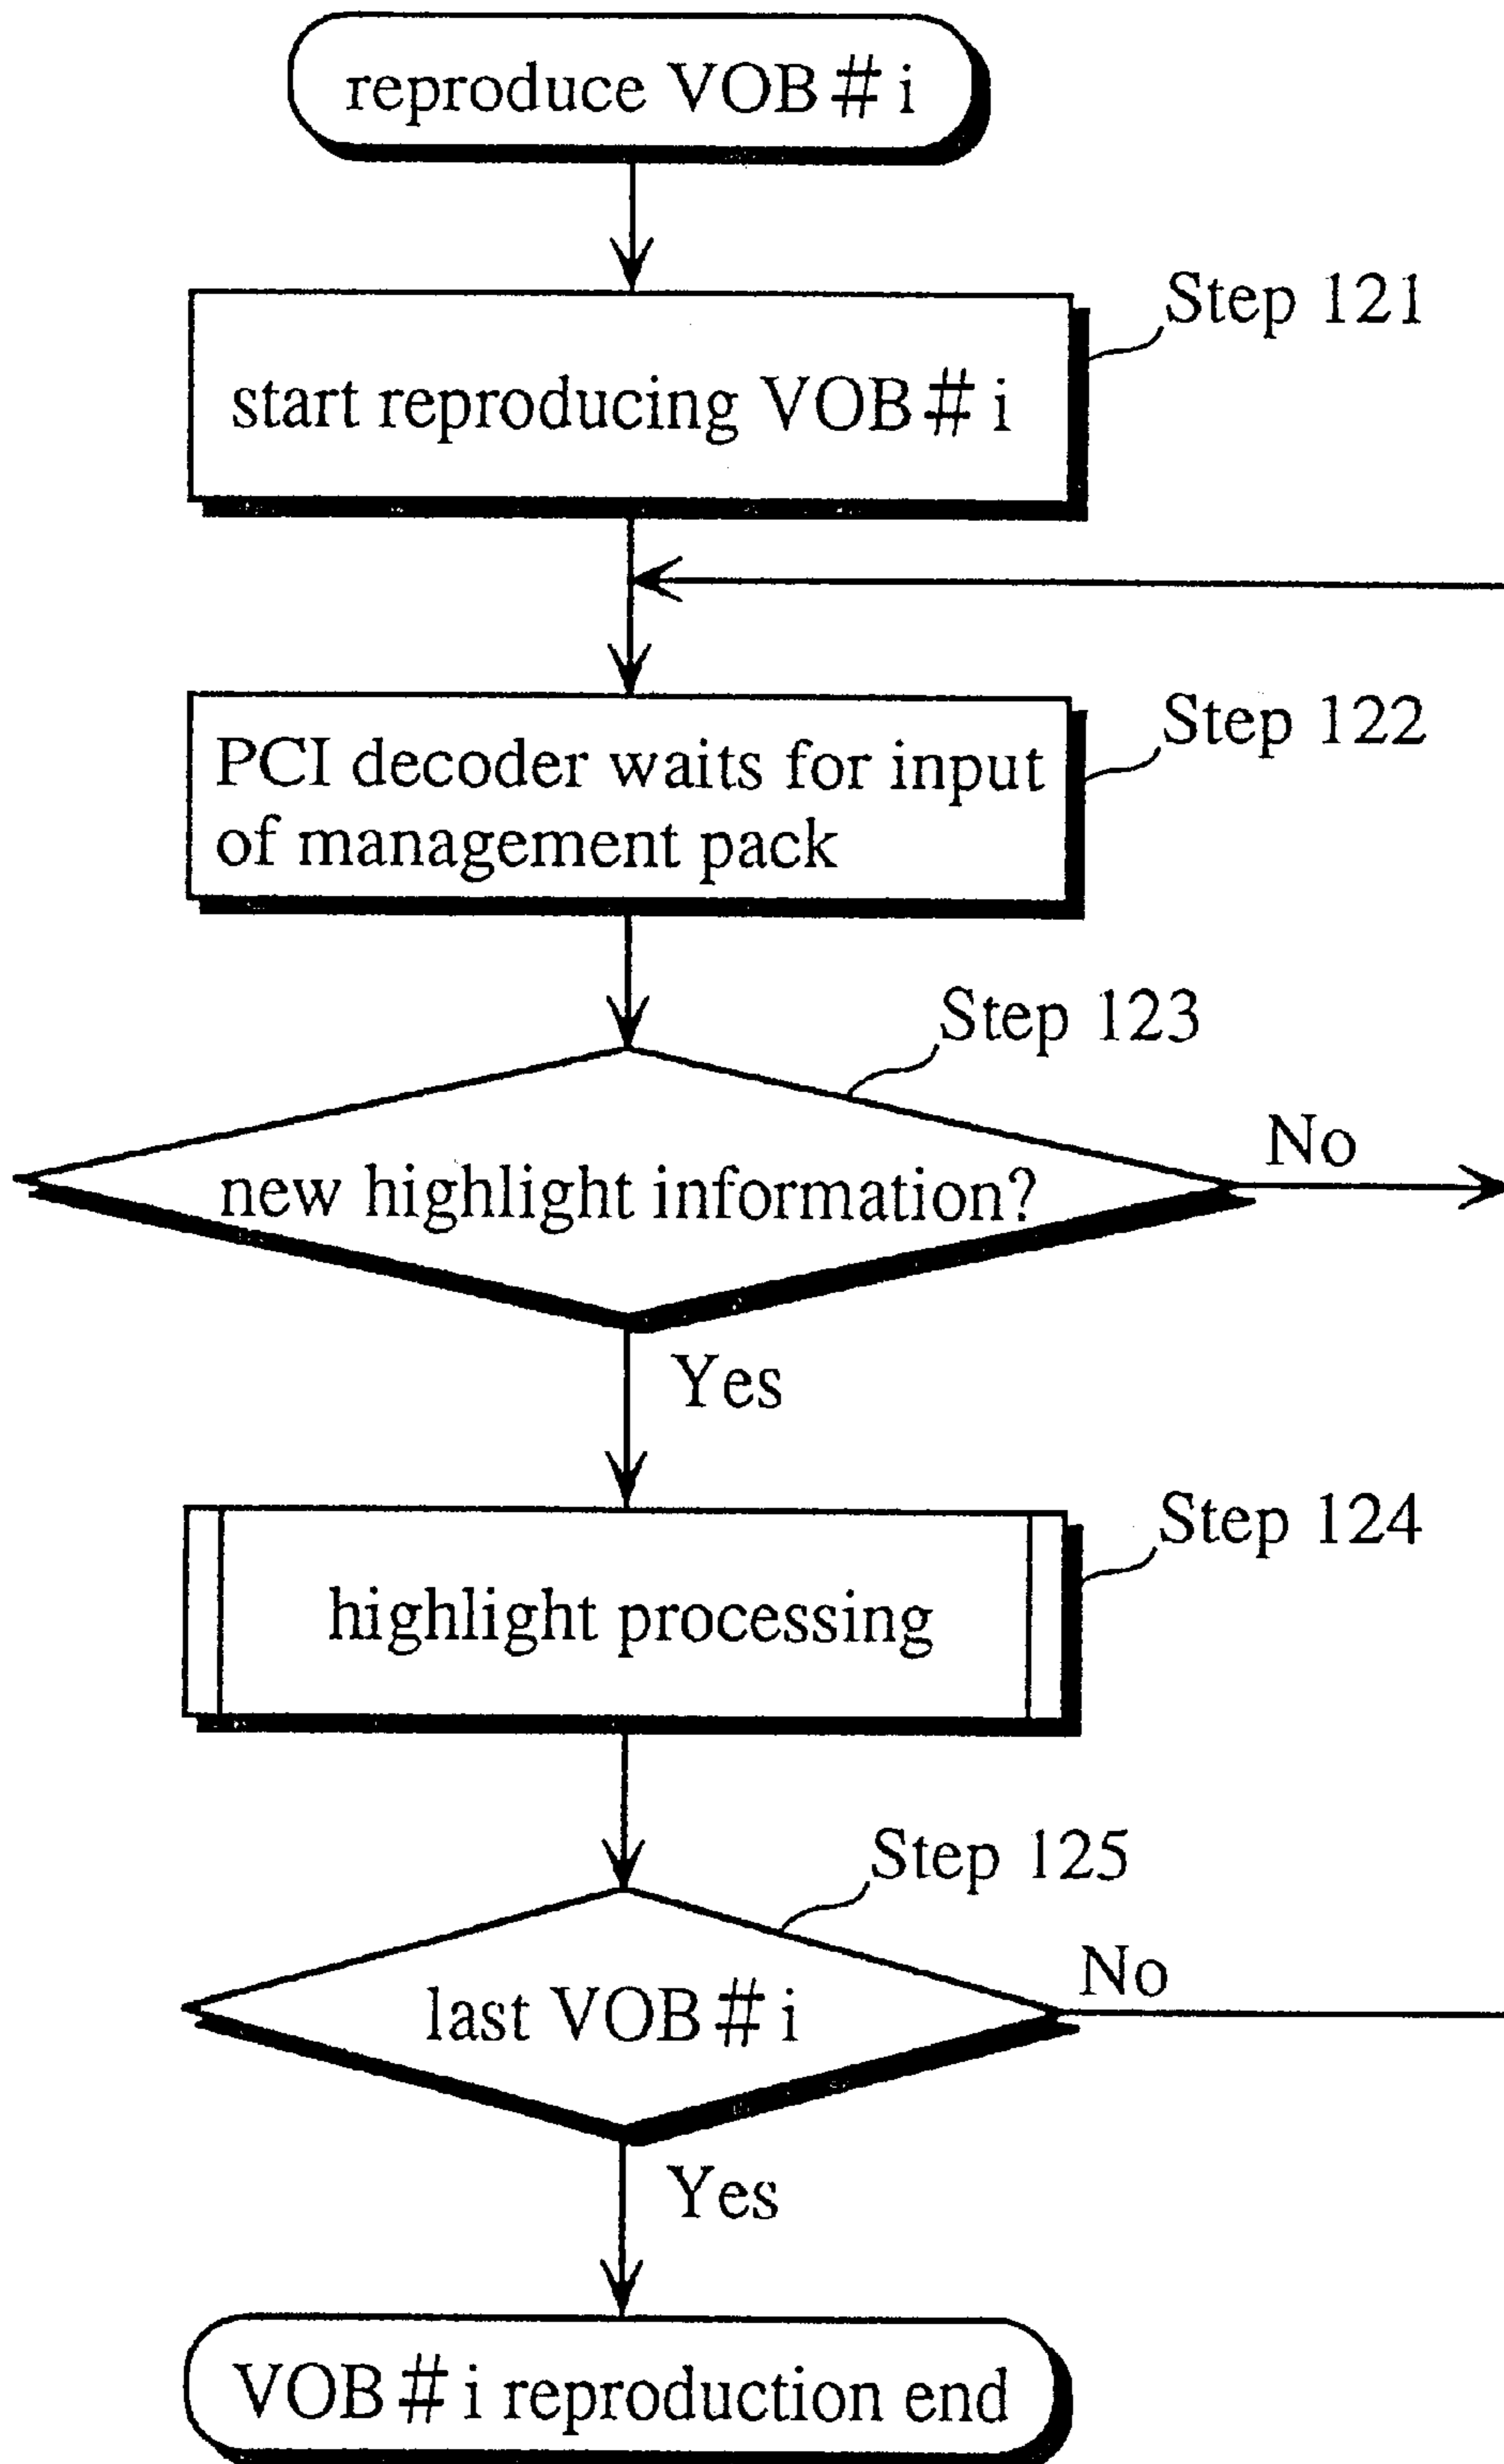 reproduce VOB # i
Step 121
start reproducing VOB # i
Step 122
PCI decoder waits for input
of management pack
Step 123
new highlight information?
No
Yes
Step 124
highlight processing
Step 125
last VOB # i
No
Yes
VOB # i reproduction end